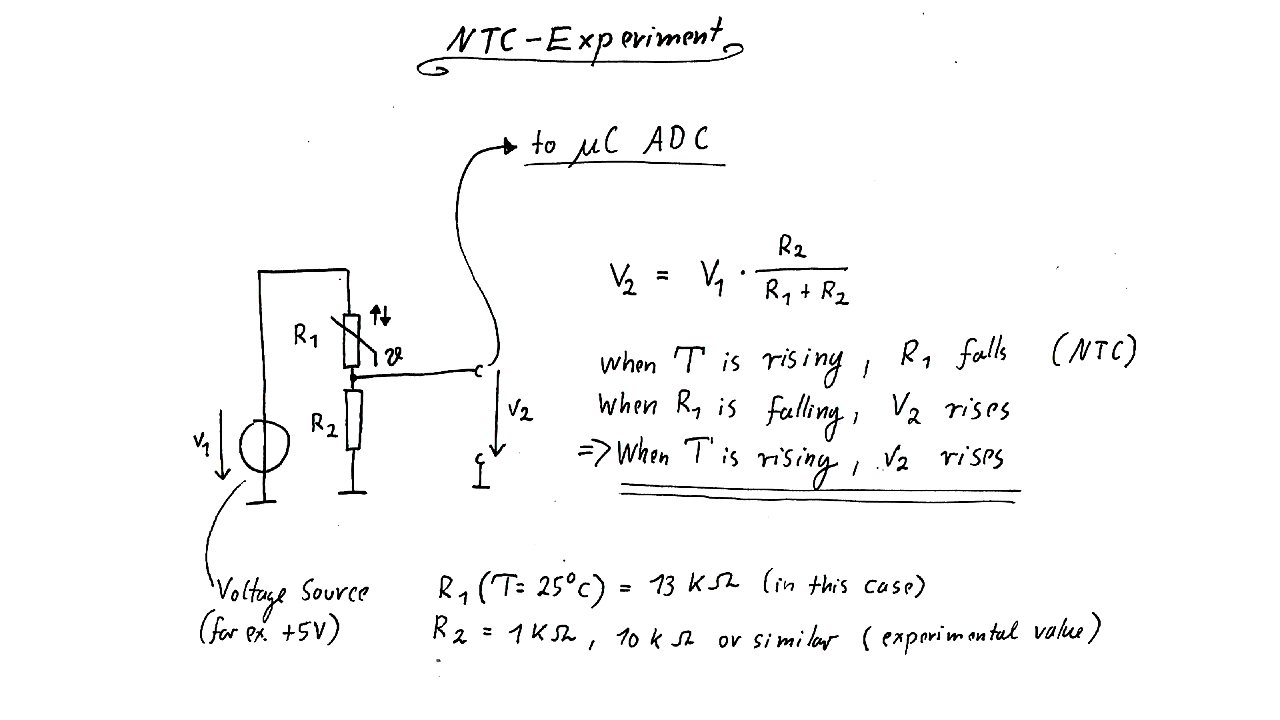 NTC-Experiment
to µC ADC
V2 = V1 · R2 / (R1 + R2)
R1 ↑↓
ϑ
R2
V1
V2
when T is rising, R1 falls (NTC)
When R1 is falling, V2 rises
=> When T is rising, V2 rises
Voltage Source
(for ex. +5V)
R1 (T= 25°C) = 13 KΩ (in this case)
R2 = 1KΩ, 10 kΩ or similar (experimental value)